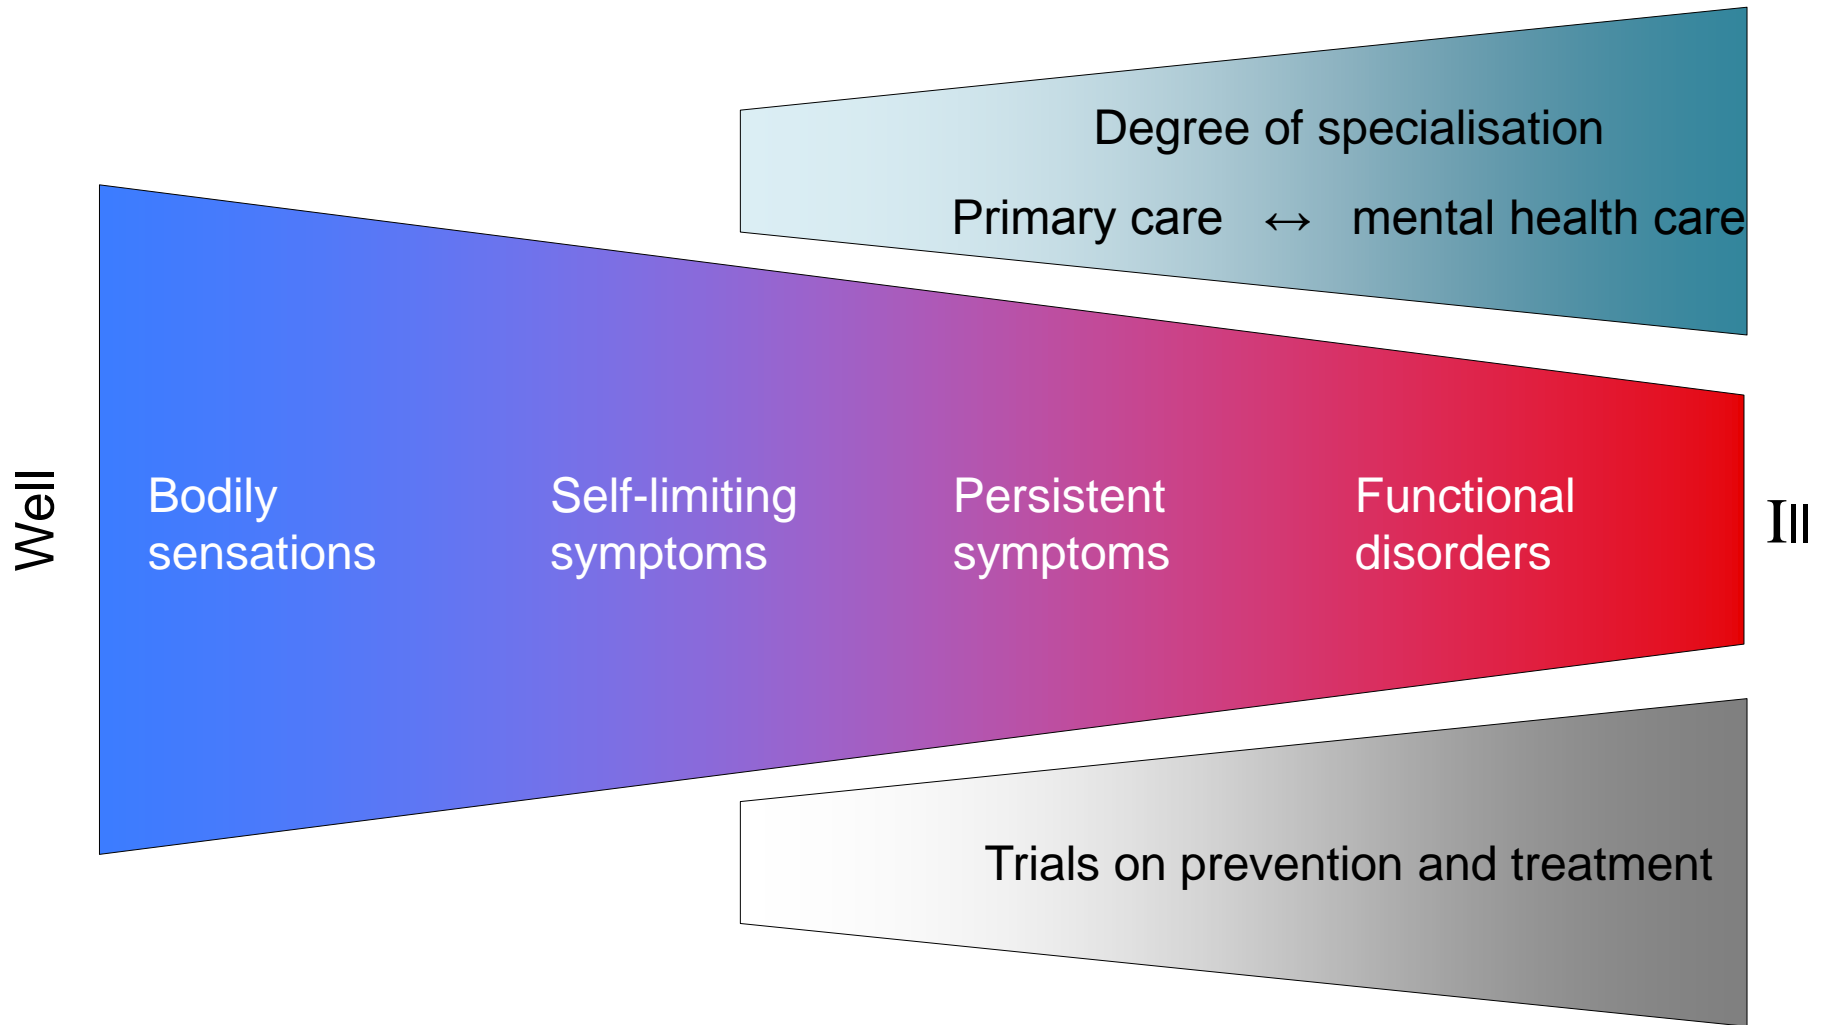 Degree of specialisation
Primary care ↔ mental health care
Well
Bodily
sensations
Self-limiting
symptoms
Persistent
symptoms
Functional
disorders
Ill
Trials on prevention and treatment